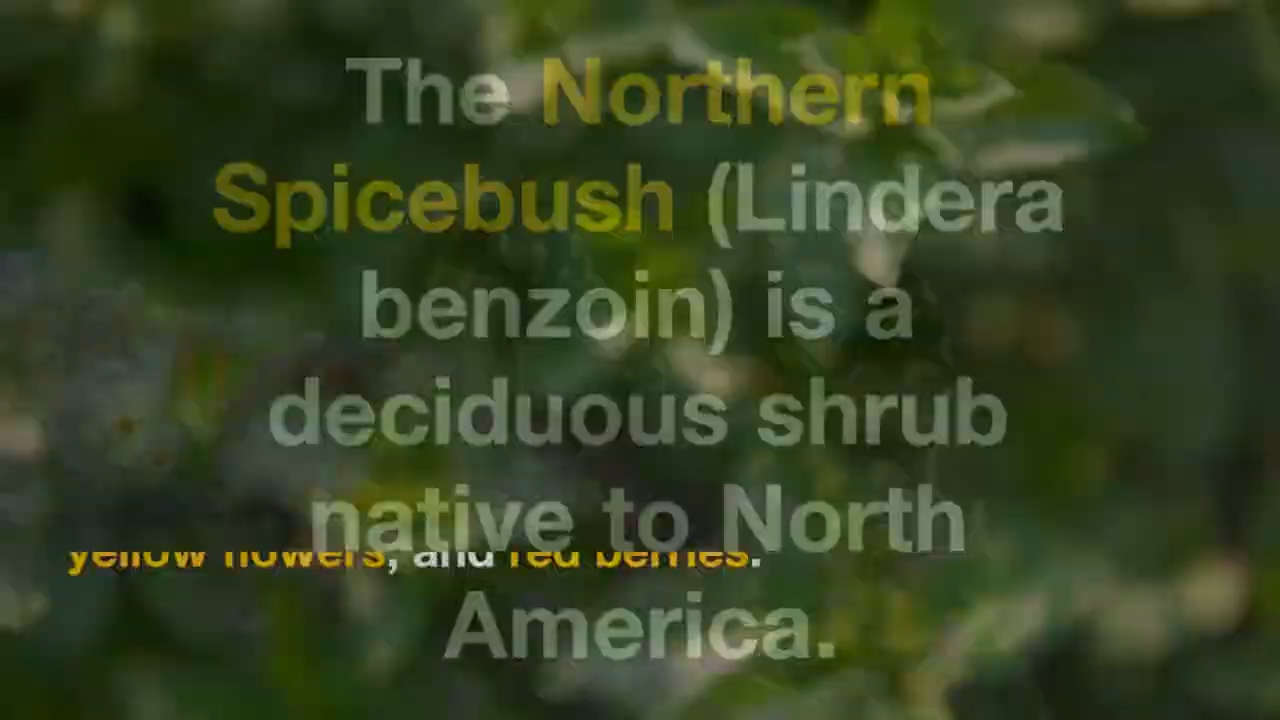 The Northern
Spicebush (Lindera
benzoin) is a
deciduous shrub
native to North
yellow flowers, and red berries.
America.